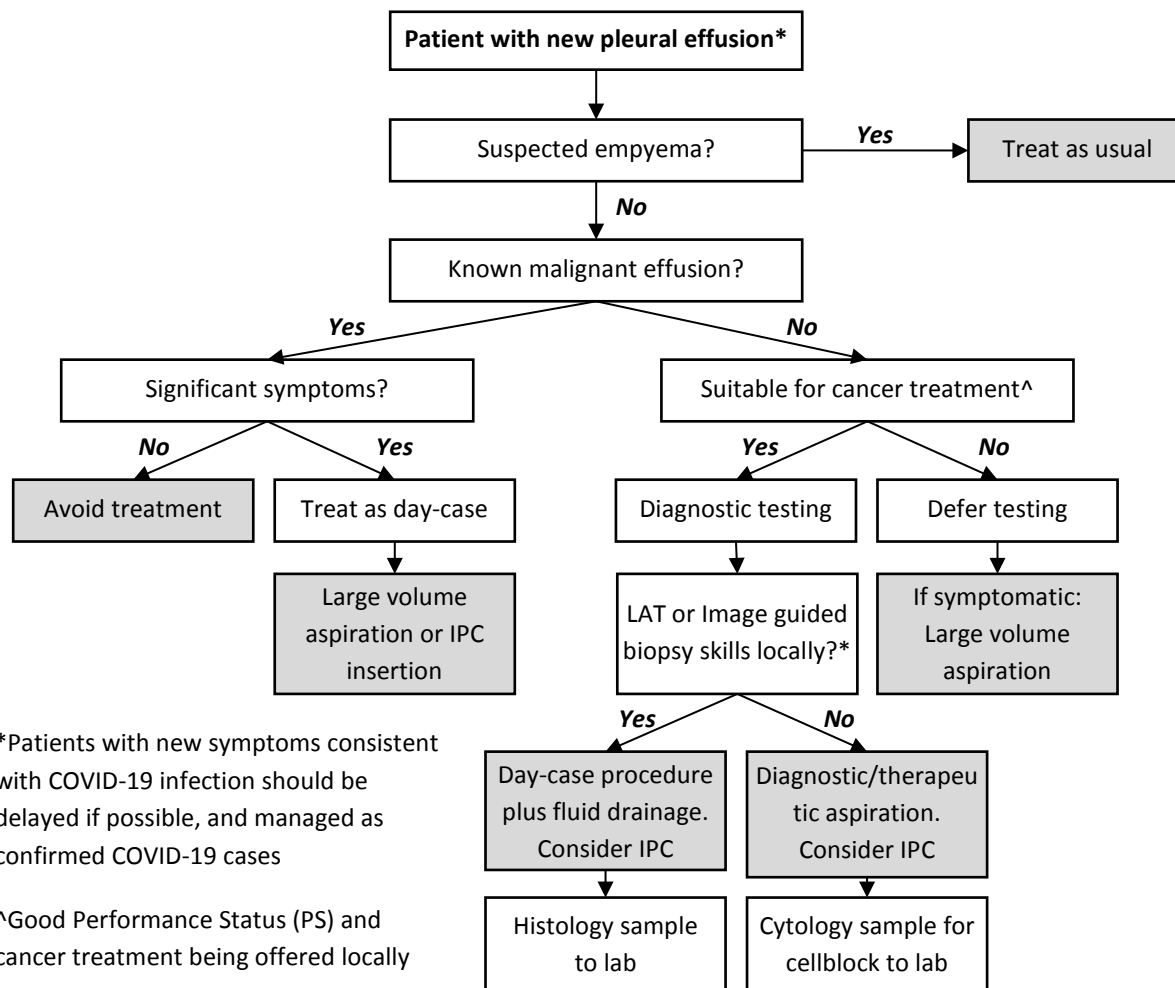 Patient with new pleural effusion*
Suspected empyema?
Yes
Treat as usual
No
Known malignant effusion?
Yes
No
Significant symptoms?
Suitable for cancer treatment^
No
Yes
Yes
No
Avoid treatment
Treat as day-case
Diagnostic testing
Defer testing
Large volume
aspiration or IPC
insertion
LAT or Image guided
biopsy skills locally?*
If symptomatic:
Large volume
aspiration
Yes
No
Day-case procedure
plus fluid drainage.
Consider IPC
Diagnostic/therapeu
tic aspiration.
Consider IPC
Histology sample
to lab
Cytology sample for
cellblock to lab
*Patients with new symptoms consistent
with COVID-19 infection should be
delayed if possible, and managed as
confirmed COVID-19 cases
^Good Performance Status (PS) and
cancer treatment being offered locally